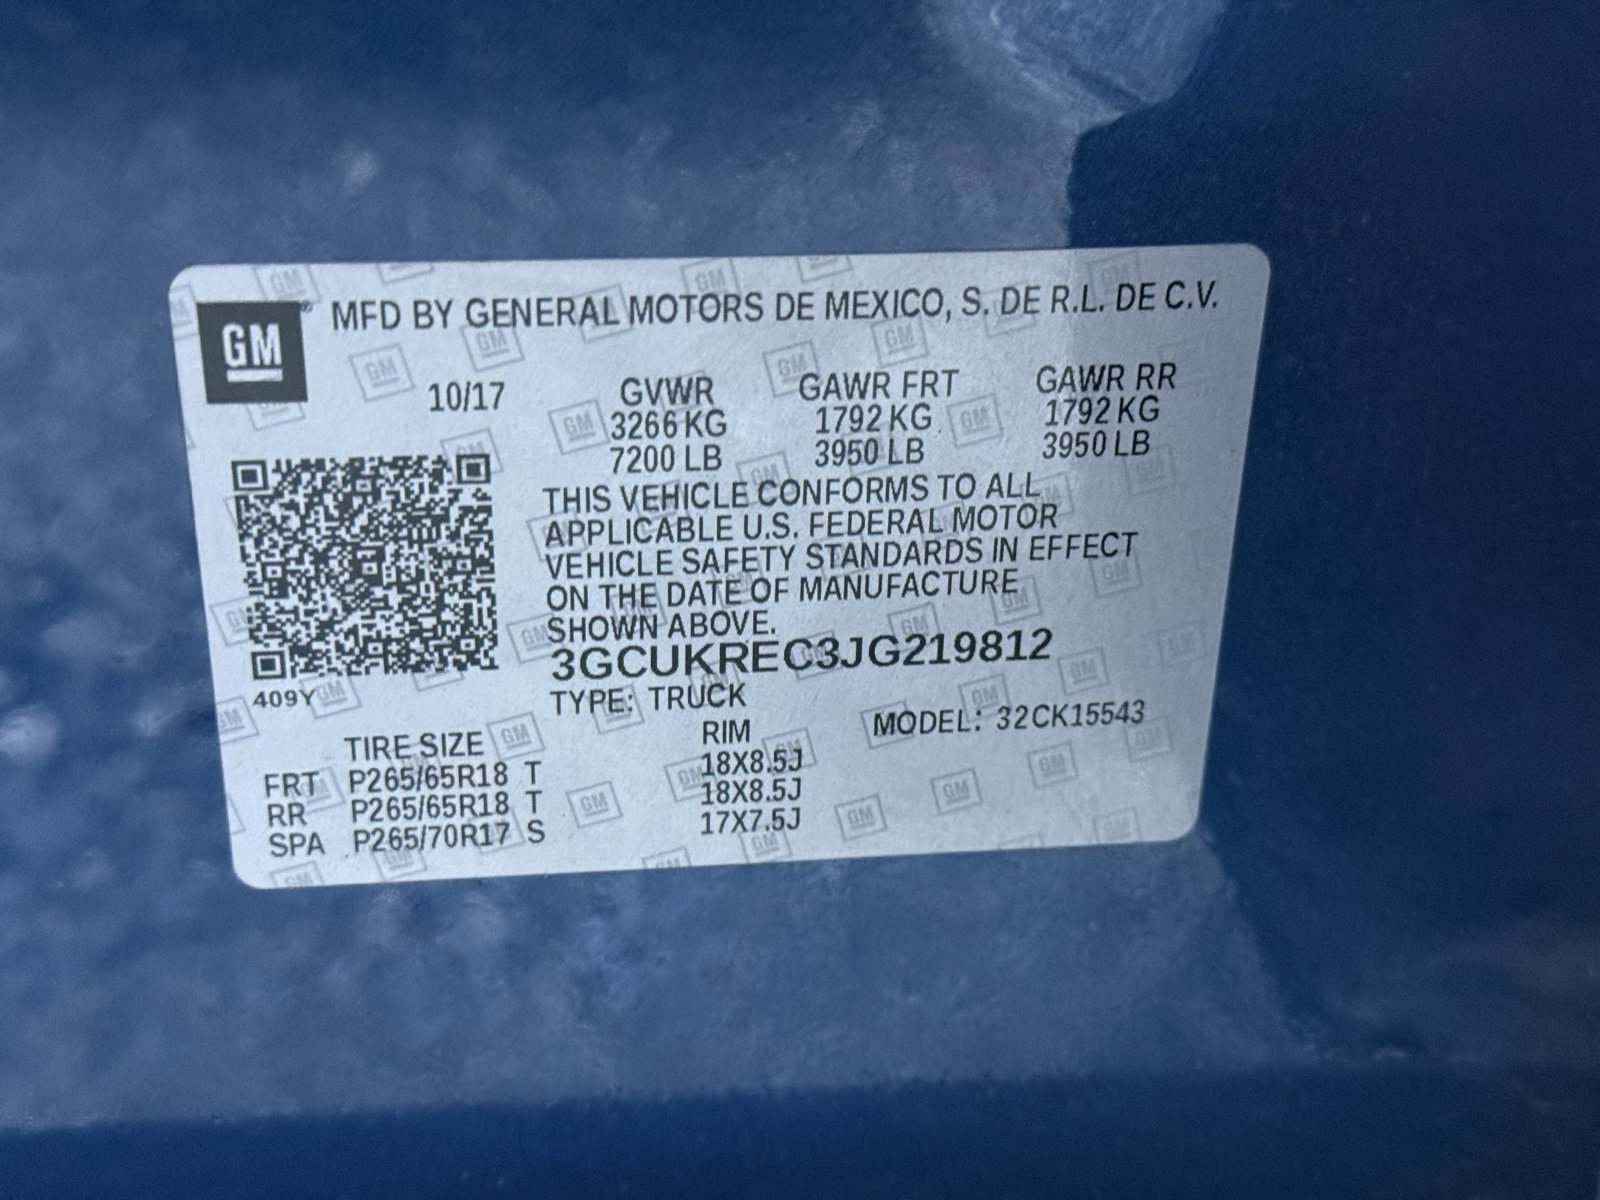 GM ® MFD BY GENERAL MOTORS DE MEXICO, S. DE R.L. DE C.V.
10/17 GVWR GAWR FRT GAWR RR
3266 KG 1792 KG 1792 KG
7200 LB 3950 LB 3950 LB
THIS VEHICLE CONFORMS TO ALL
APPLICABLE U.S. FEDERAL MOTOR
VEHICLE SAFETY STANDARDS IN EFFECT
ON THE DATE OF MANUFACTURE
SHOWN ABOVE.
3GCUKREC3JG219812
409Y TYPE: TRUCK MODEL: 32CK15543
TIRE SIZE RIM
FRT P265/65R18 T 18X8.5J
RR P265/65R18 T 18X8.5J
SPA P265/70R17 S 17X7.5J